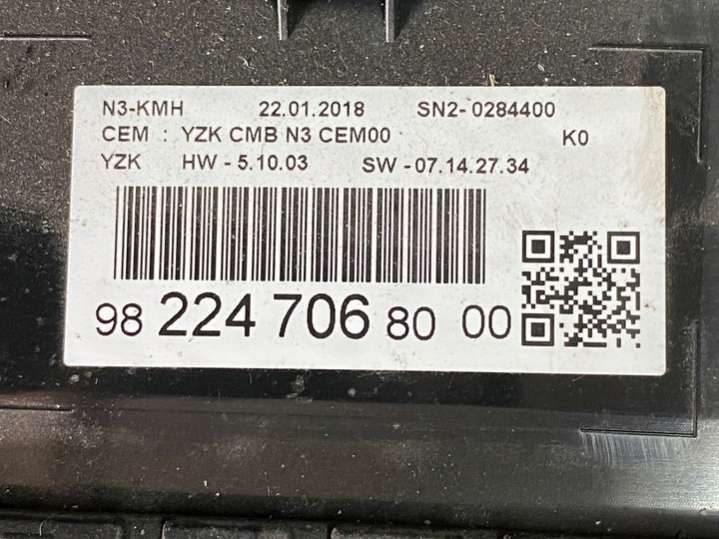 N3-KMH 22.01.2018 SN2- 0284400
CEM : YZK CMB N3 CEM00 K0
YZK HW - 5.10.03 SW - 07.14.27.34
98 224 706 80 00